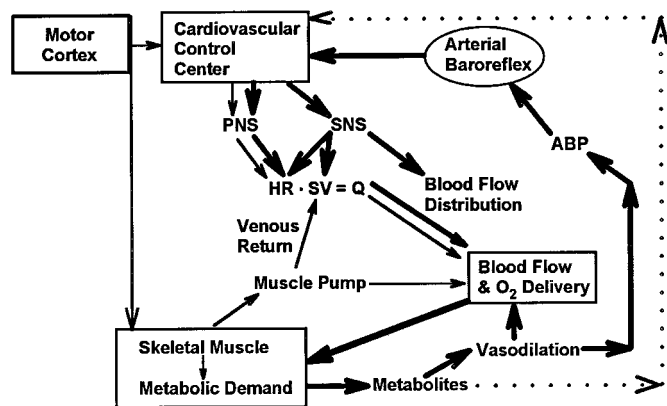 Motor
Cortex
Cardiovascular
Control
Center
Arterial
Baroreflex
PNS
SNS
ABP
HR · SV = Q
Blood Flow
Distribution
Venous
Return
Muscle Pump
Blood Flow
& O₂ Delivery
Skeletal Muscle
Vasodilation
Metabolic Demand
Metabolites